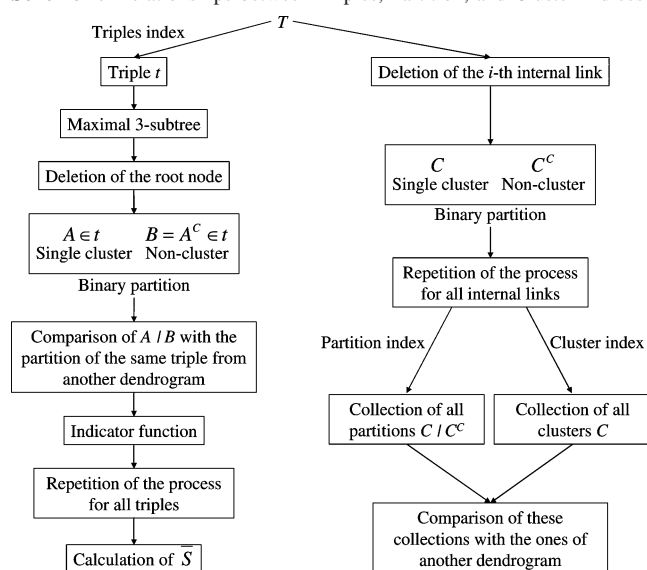 T
Triples index
Triple t
Maximal 3-subtree
Deletion of the root node
A ∈ t B = Aᶜ ∈ t
Single cluster Non-cluster
Binary partition
Comparison of A / B with the
partition of the same triple from
another dendrogram
Indicator function
Repetition of the process
for all triples
Calculation of S̅
Deletion of the i-th internal link
C Cᶜ
Single cluster Non-cluster
Binary partition
Repetition of the process
for all internal links
Partition index
Cluster index
Collection of all
partitions C / Cᶜ
Collection of all
clusters C
Comparison of these
collections with the ones of
another dendrogram